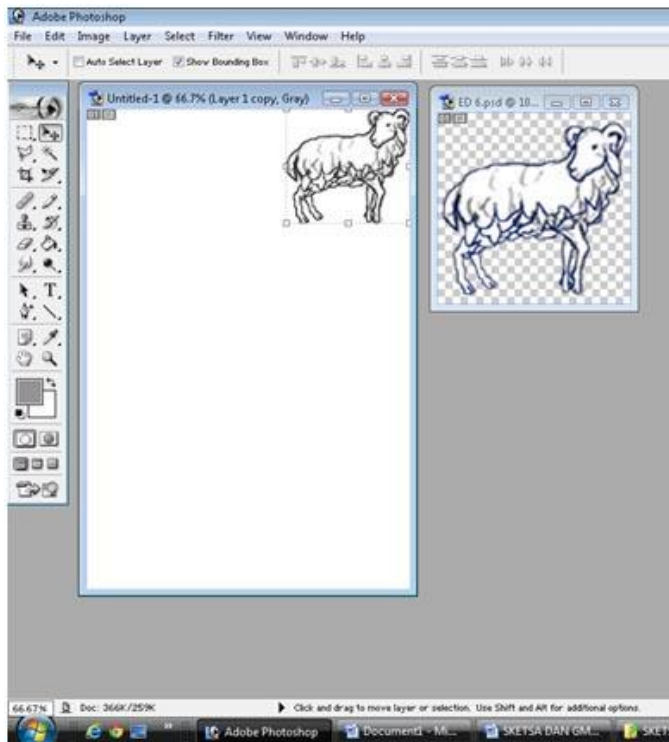 Adobe Photoshop
File Edit Image Layer Select Filter View Window Help
Auto Select Layer Show Bounding Box
Untitled-1 @ 66.7% (Layer 1 copy, Gray)
ED 6.psd @ 10...
66.67% Doc: 366K/259K Click and drag to move layer or selection. Use Shift and Alt for additional options.
Adobe Photoshop Document1 - Mi... SKETSA DAN GM... SKE